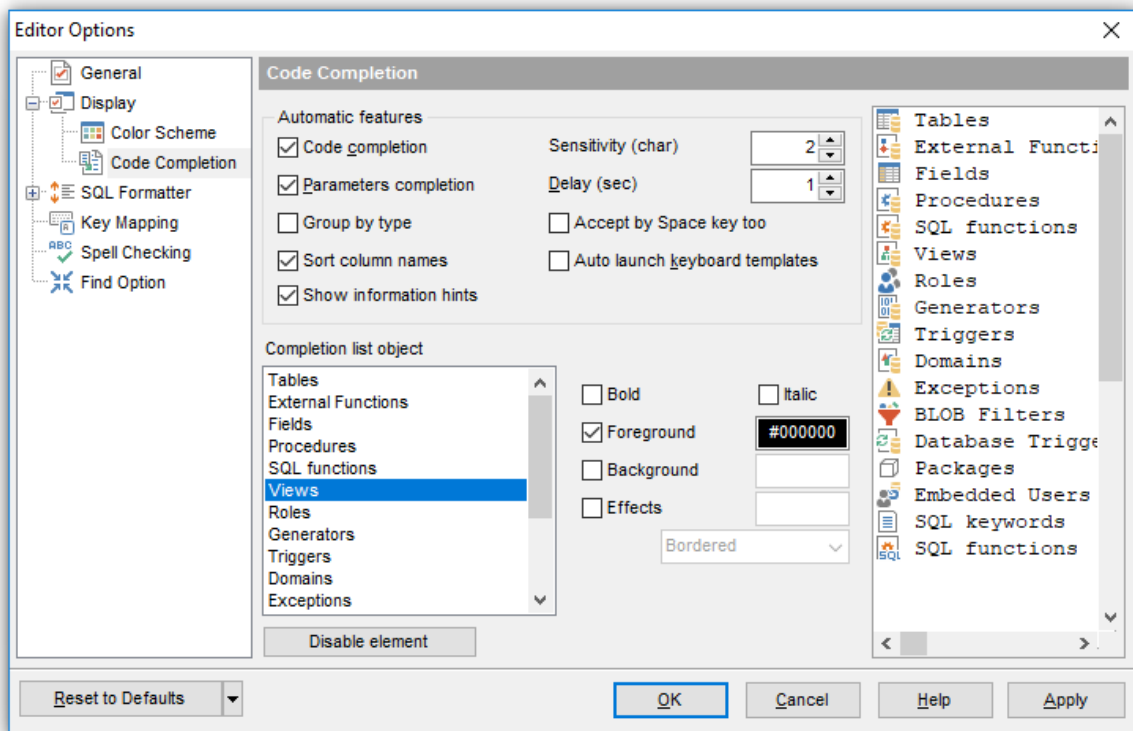 Editor Options
General
Display
Color Scheme
Code Completion
SQL Formatter
Key Mapping
ABC
Spell Checking
Find Option
Code Completion
Automatic features
Code completion
Sensitivity (char) 2
Parameters completion
Delay (sec) 1
Group by type
Accept by Space key too
Sort column names
Auto launch keyboard templates
Show information hints
Completion list object
Tables
External Functions
Fields
Procedures
SQL functions
Views
Roles
Generators
Triggers
Domains
Exceptions
Disable element
Bold
Italic
Foreground #000000
Background
Effects
Bordered
Tables
External Functi
Fields
Procedures
SQL functions
Views
Roles
Generators
Triggers
Domains
Exceptions
BLOB Filters
Database Trigge
Packages
Embedded Users
SQL keywords
SQL functions
Reset to Defaults
OK
Cancel
Help
Apply